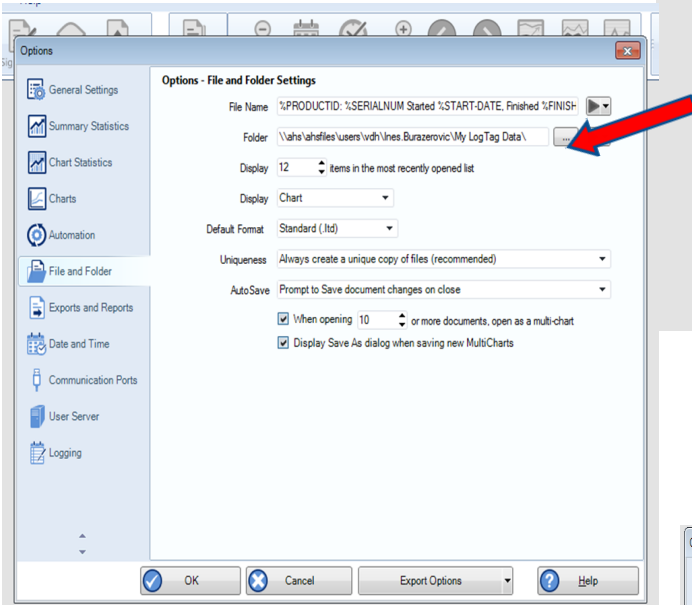 Help
Options
Options - File and Folder Settings
General Settings
Summary Statistics
Chart Statistics
Charts
Automation
File and Folder
Exports and Reports
Date and Time
Communication Ports
User Server
Logging
File Name %PRODUCTID: %SERIALNUM Started %START-DATE, Finished %FINISH
Folder \\ahs\ahsfiles\users\vdh\Ines.Burazerovic\My LogTag Data\ ...
Display 12 items in the most recently opened list
Display Chart
Default Format Standard (.ltd)
Uniqueness Always create a unique copy of files (recommended)
AutoSave Prompt to Save document changes on close
When opening 10 or more documents, open as a multi-chart
Display Save As dialog when saving new MultiCharts
OK Cancel Export Options Help